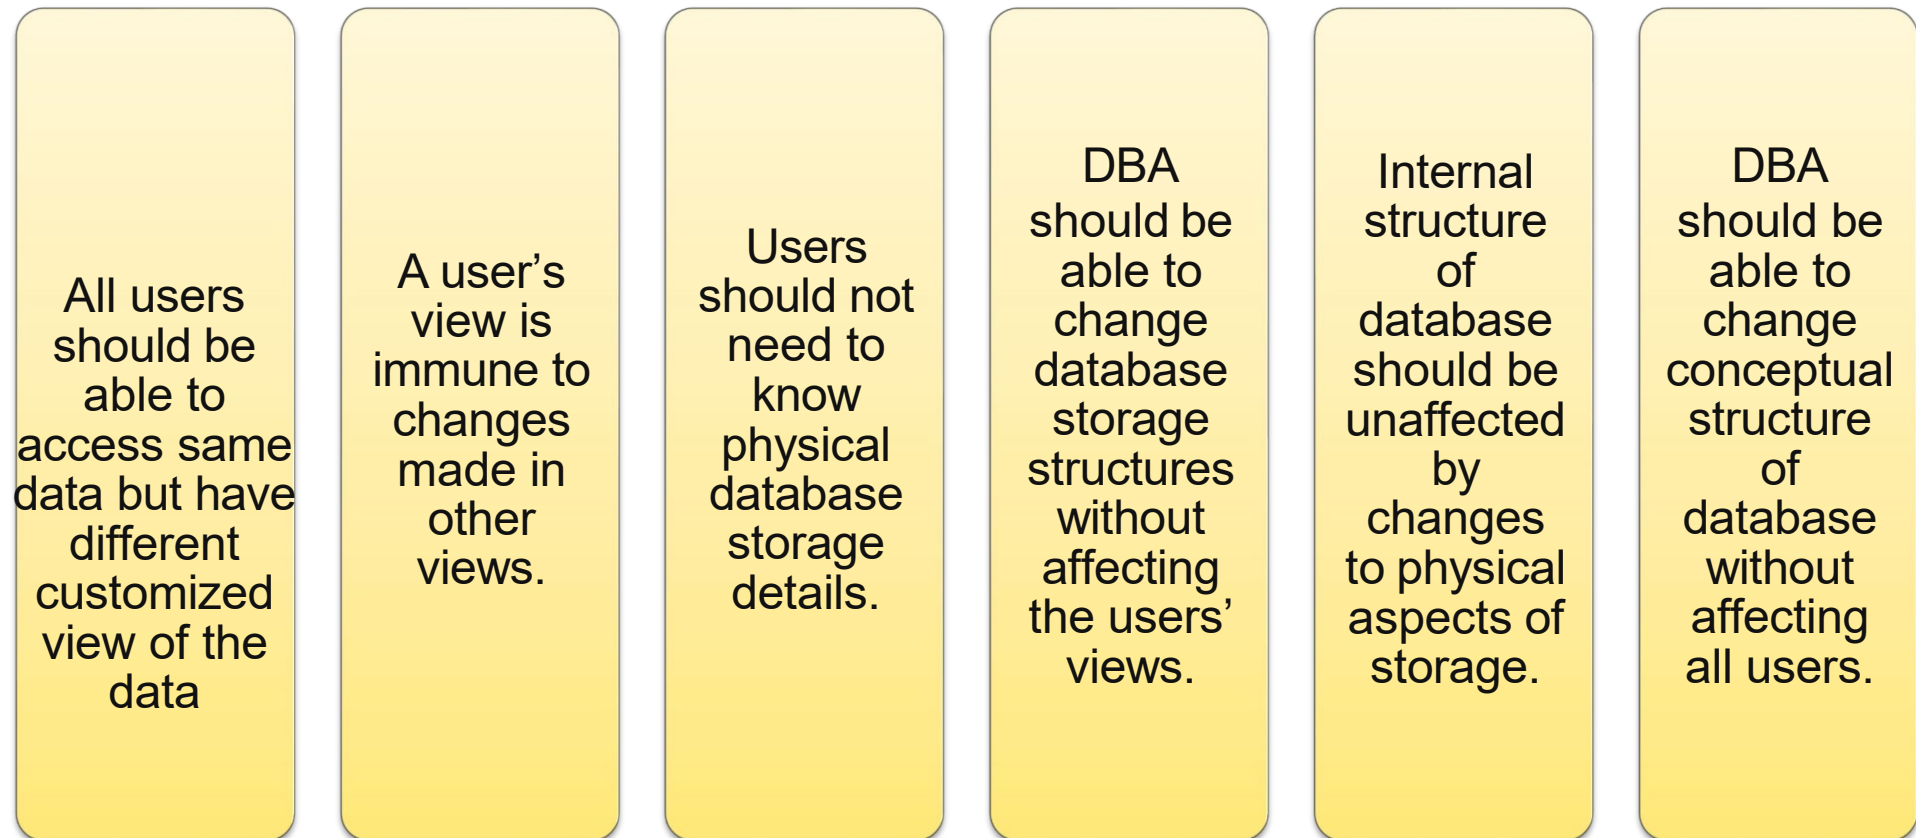 All users
should be
able to
access same
data but have
different
customized
view of the
data
A user’s
view is
immune to
changes
made in
other
views.
Users
should not
need to
know
physical
database
storage
details.
DBA
should be
able to
change
database
storage
structures
without
affecting
the users’
views.
Internal
structure
of
database
should be
unaffected
by
changes
to physical
aspects of
storage.
DBA
should be
able to
change
conceptual
structure
of
database
without
affecting
all users.